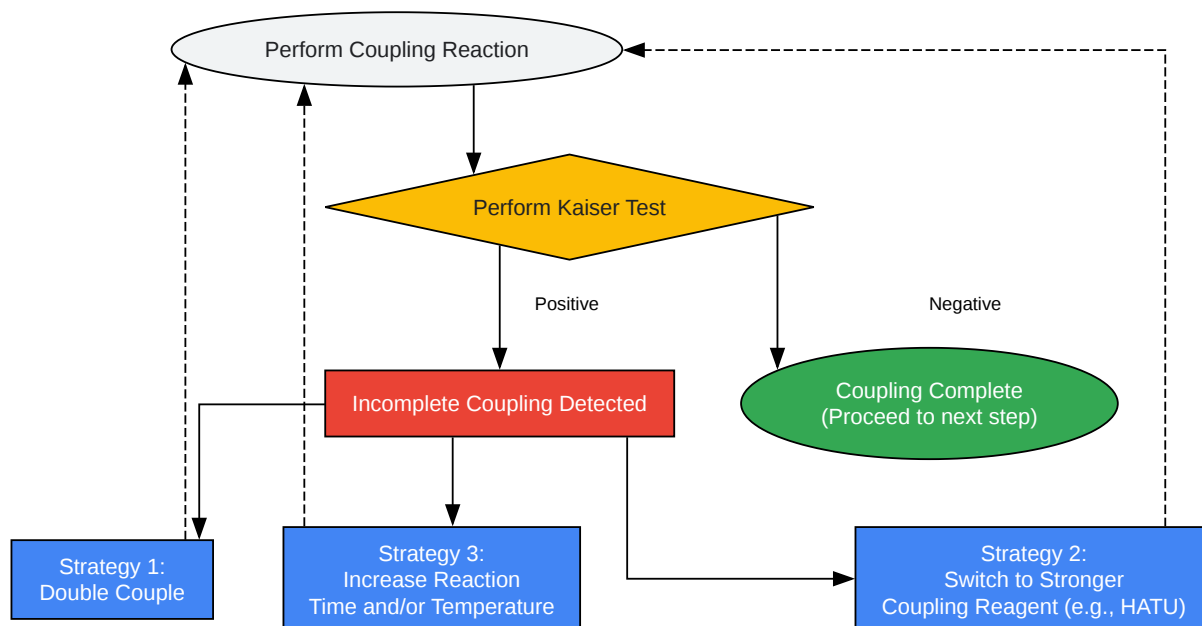 Perform Coupling Reaction
Perform Kaiser Test
Positive
Negative
Incomplete Coupling Detected
Coupling Complete
(Proceed to next step)
Strategy 1:
Double Couple
Strategy 3:
Increase Reaction
Time and/or Temperature
Strategy 2:
Switch to Stronger
Coupling Reagent (e.g., HATU)